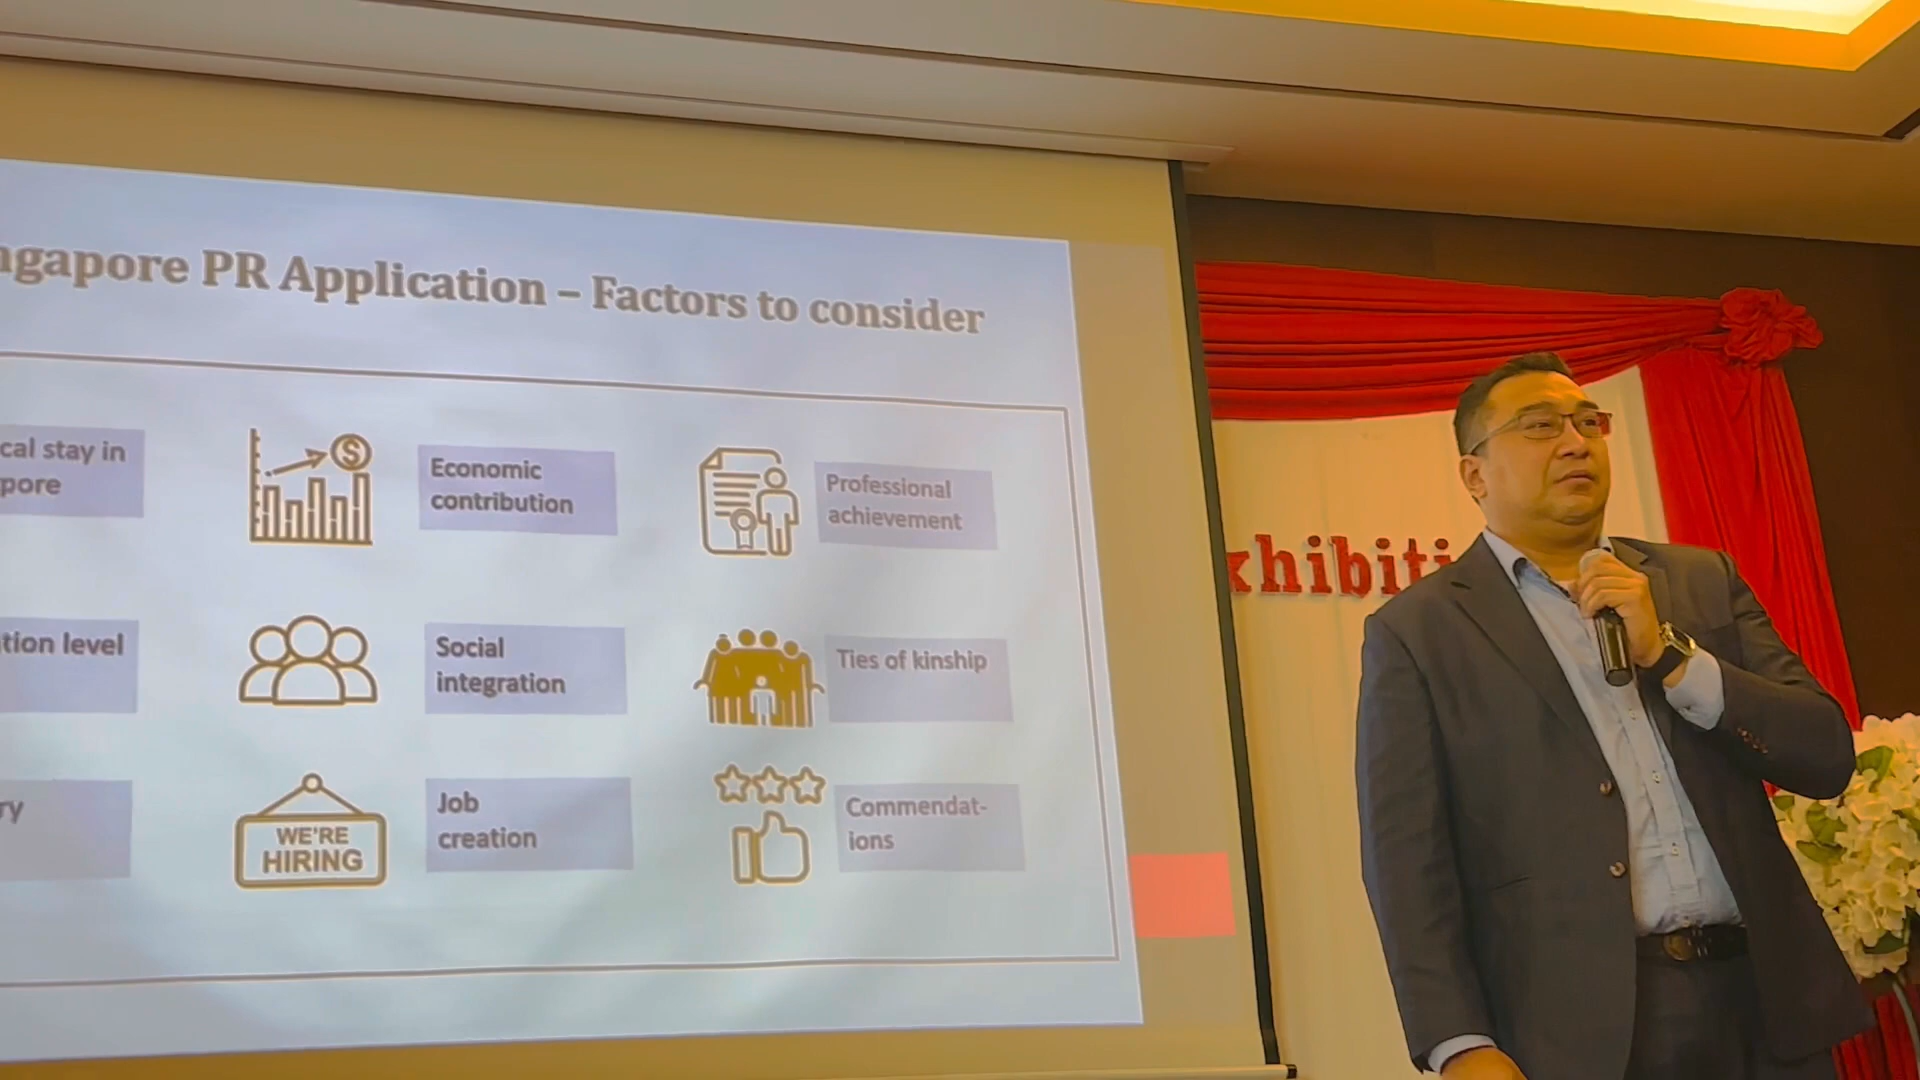 ngapore PR Application – Factors to consider
cal stay in
pore
Economic
contribution
Professional
achievement
tion level
Social
integration
Ties of kinship
ry
WE'RE
HIRING
Job
creation
Commendat-
ions
xhibiti